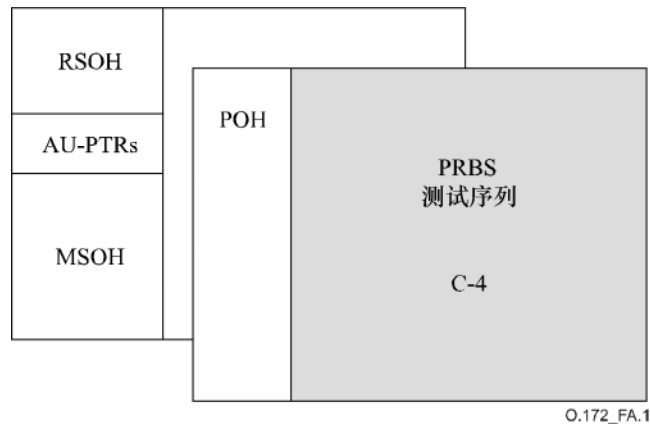 RSOH
AU-PTRs
MSOH
POH
PRBS
测试序列
C-4
O.172_FA.1